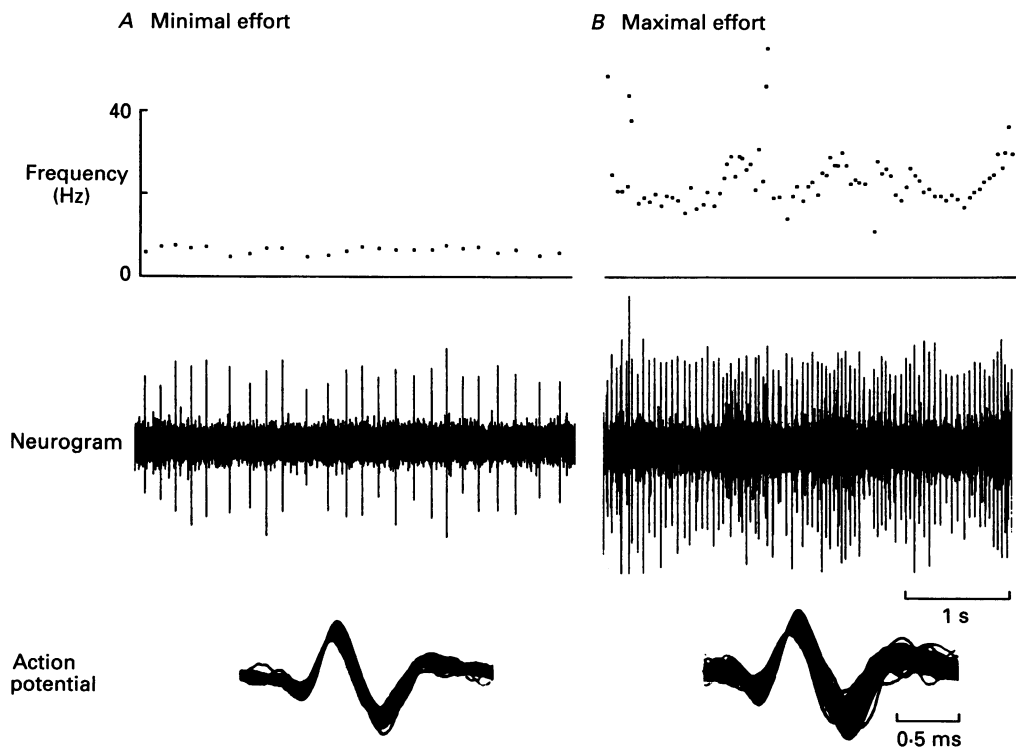 A Minimal effort
B Maximal effort
40
Frequency
(Hz)
0
Neurogram
1 s
Action
potential
0·5 ms